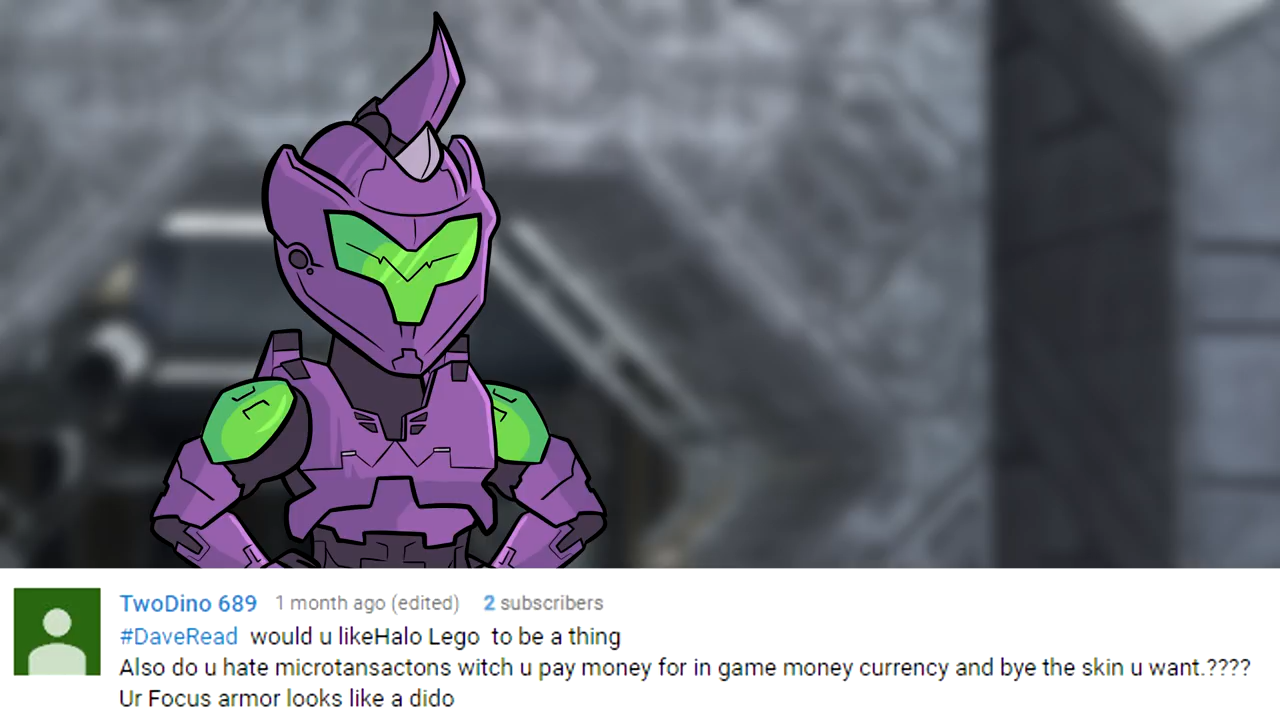 TwoDino 689 1 month ago (edited) 2 subscribers
#DaveRead would u likeHalo Lego to be a thing
Also do u hate microtansactons witch u pay money for in game money currency and bye the skin u want.????
Ur Focus armor looks like a dido